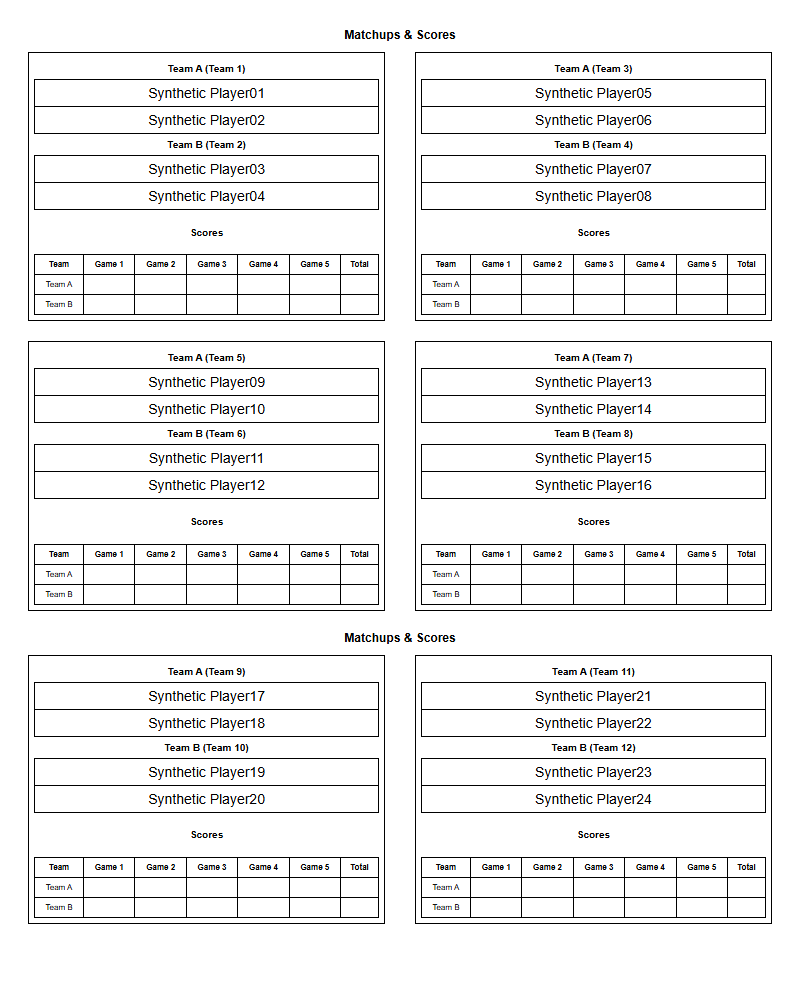 Matchups & Scores
Team A (Team 1)
Synthetic Player01
Synthetic Player02
Team B (Team 2)
Synthetic Player03
Synthetic Player04
Scores
Team Game 1 Game 2 Game 3 Game 4 Game 5 Total
Team A
Team B
Team A (Team 3)
Synthetic Player05
Synthetic Player06
Team B (Team 4)
Synthetic Player07
Synthetic Player08
Scores
Team Game 1 Game 2 Game 3 Game 4 Game 5 Total
Team A
Team B
Team A (Team 5)
Synthetic Player09
Synthetic Player10
Team B (Team 6)
Synthetic Player11
Synthetic Player12
Scores
Team Game 1 Game 2 Game 3 Game 4 Game 5 Total
Team A
Team B
Team A (Team 7)
Synthetic Player13
Synthetic Player14
Team B (Team 8)
Synthetic Player15
Synthetic Player16
Scores
Team Game 1 Game 2 Game 3 Game 4 Game 5 Total
Team A
Team B
Matchups & Scores
Team A (Team 9)
Synthetic Player17
Synthetic Player18
Team B (Team 10)
Synthetic Player19
Synthetic Player20
Scores
Team Game 1 Game 2 Game 3 Game 4 Game 5 Total
Team A
Team B
Team A (Team 11)
Synthetic Player21
Synthetic Player22
Team B (Team 12)
Synthetic Player23
Synthetic Player24
Scores
Team Game 1 Game 2 Game 3 Game 4 Game 5 Total
Team A
Team B